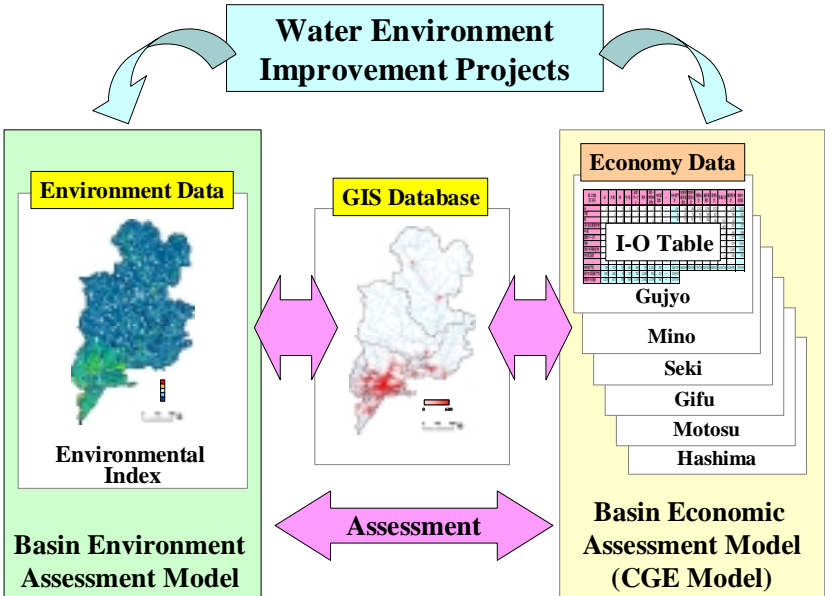 Water Environment
Improvement Projects
Environment Data
GIS Database
Economy Data
I-O Table
Gujyo
Mino
Seki
Gifu
Motosu
Hashima
Environmental
Index
Assessment
Basin Environment
Assessment Model
Basin Economic
Assessment Model
(CGE Model)